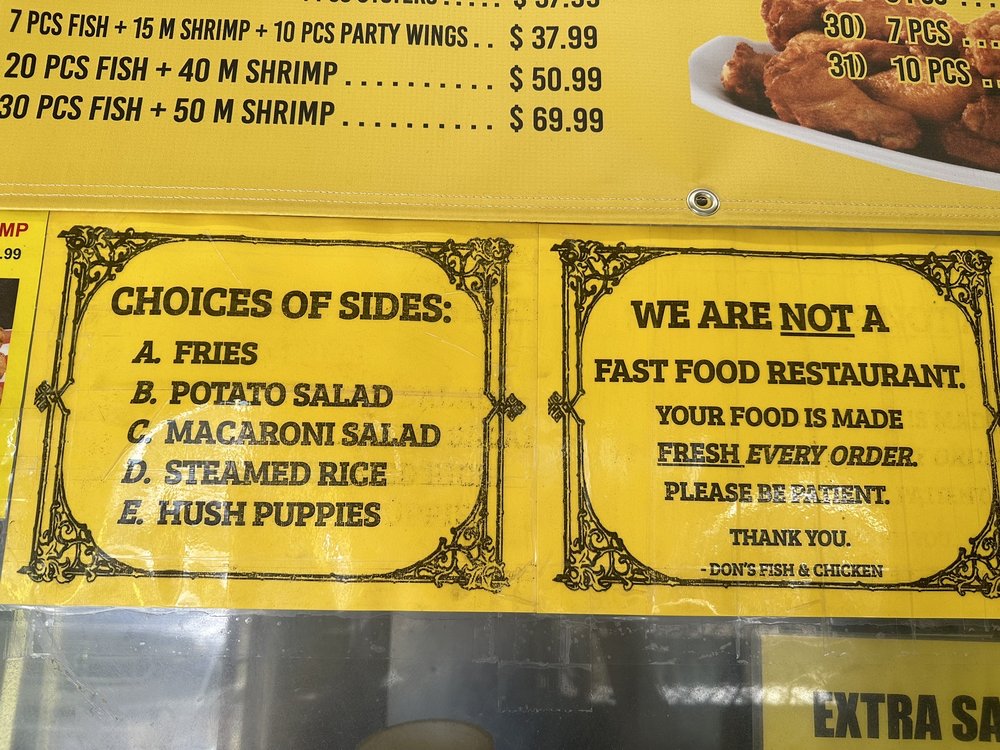 7 PCS FISH + 15 M SHRIMP + 10 PCS PARTY WINGS . . $ 37.99
20 PCS FISH + 40 M SHRIMP . . . . . . . . . . $ 50.99
30 PCS FISH + 50 M SHRIMP . . . . . . . . . . $ 69.99
30) 7 PCS . . . .
31) 10 PCS . .
MP
.99
CHOICES OF SIDES:
A. FRIES
B. POTATO SALAD
C. MACARONI SALAD
D. STEAMED RICE
E. HUSH PUPPIES
WE ARE NOT A
FAST FOOD RESTAURANT.
YOUR FOOD IS MADE
FRESH EVERY ORDER.
PLEASE BE PATIENT.
THANK YOU.
- DON'S FISH & CHICKEN
EXTRA SA